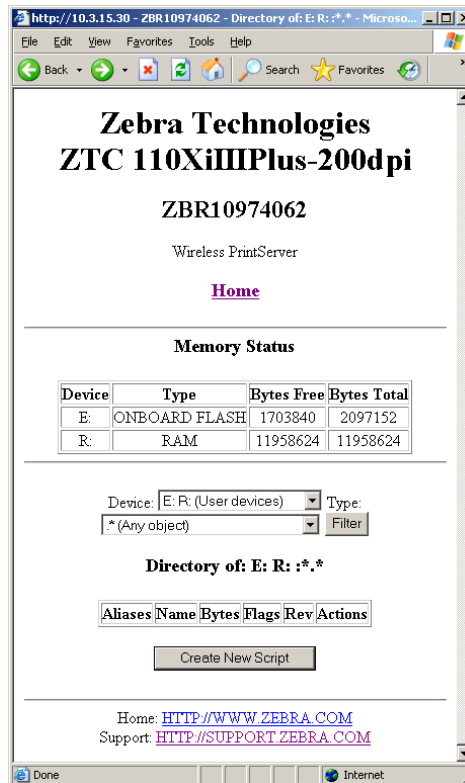 http://10.3.15.30 - ZBR10974062 - Directory of: E: R: :*.* - Microso...
File Edit View Favorites Tools Help
Back Search Favorites
Zebra Technologies
ZTC 110XiIIIPlus-200dpi
ZBR10974062
Wireless PrintServer
Home
Memory Status
Device Type Bytes Free Bytes Total
E: ONBOARD FLASH 1703840 2097152
R: RAM 11958624 11958624
Device: E: R: (User devices) Type:
.* (Any object) Filter
Directory of: E: R: :*.*
Aliases Name Bytes Flags Rev Actions
Create New Script
Home: HTTP://WWW.ZEBRA.COM
Support: HTTP://SUPPORT.ZEBRA.COM
Done Internet